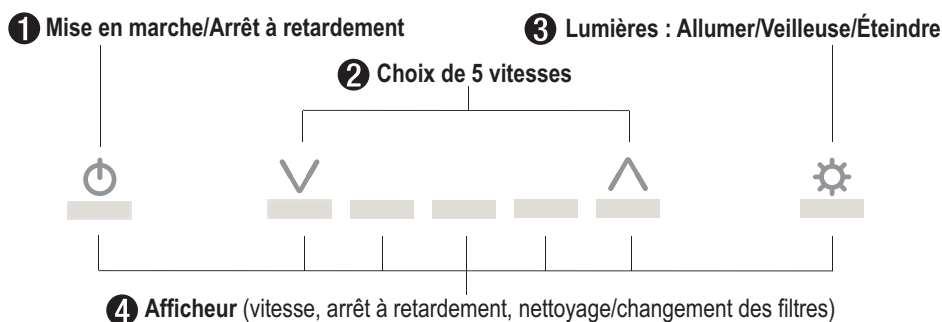 ❶ Mise en marche/Arrêt à retardement
❸ Lumières : Allumer/Veilleuse/Éteindre
❷ Choix de 5 vitesses
❹ Afficheur (vitesse, arrêt à retardement, nettoyage/changement des filtres)